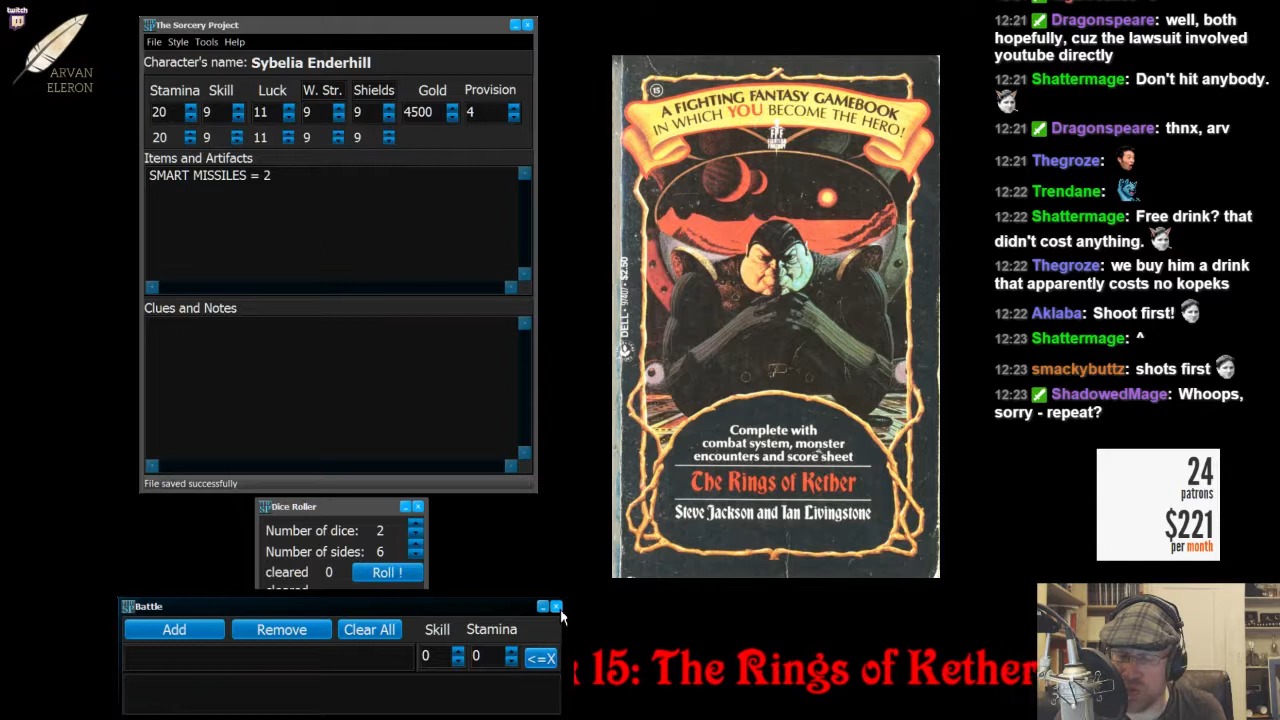 twitch
ARVAN
ELERON
The Sorcery Project
File Style Tools Help
Character's name: Sybelia Enderhill
Stamina Skill Luck W. Str. Shields Gold Provision
20 9 11 9 9 4500 4
20 9 11 9 9
Items and Artifacts
SMART MISSILES = 2
Clues and Notes
File saved successfully
Dice Roller
Number of dice: 2
Number of sides: 6
cleared 0 Roll !
Battle
Add Remove Clear All Skill Stamina
0 0 <=X
15
A FIGHTING FANTASY GAMEBOOK
IN WHICH YOU BECOME THE HERO!
DELL · 97407 · $2.50
Complete with
combat system, monster
encounters and score sheet
The Rings of Kether
Steve Jackson and Ian Livingstone
15: The Rings of Kether
12:21 Dragonspeare: well, both
hopefully, cuz the lawsuit involved
youtube directly
12:21 Shattermage: Don't hit anybody.
12:21 Dragonspeare: thnx, arv
12:21 Thegroze:
12:22 Trendane:
12:22 Shattermage: Free drink? that
didn't cost anything.
12:22 Thegroze: we buy him a drink
that apparently costs no kopeks
12:22 Aklaba: Shoot first!
12:23 Shattermage: ^
12:23 smackybuttz: shots first
12:23 ShadowedMage: Whoops,
sorry - repeat?
24
patrons
$221
per month